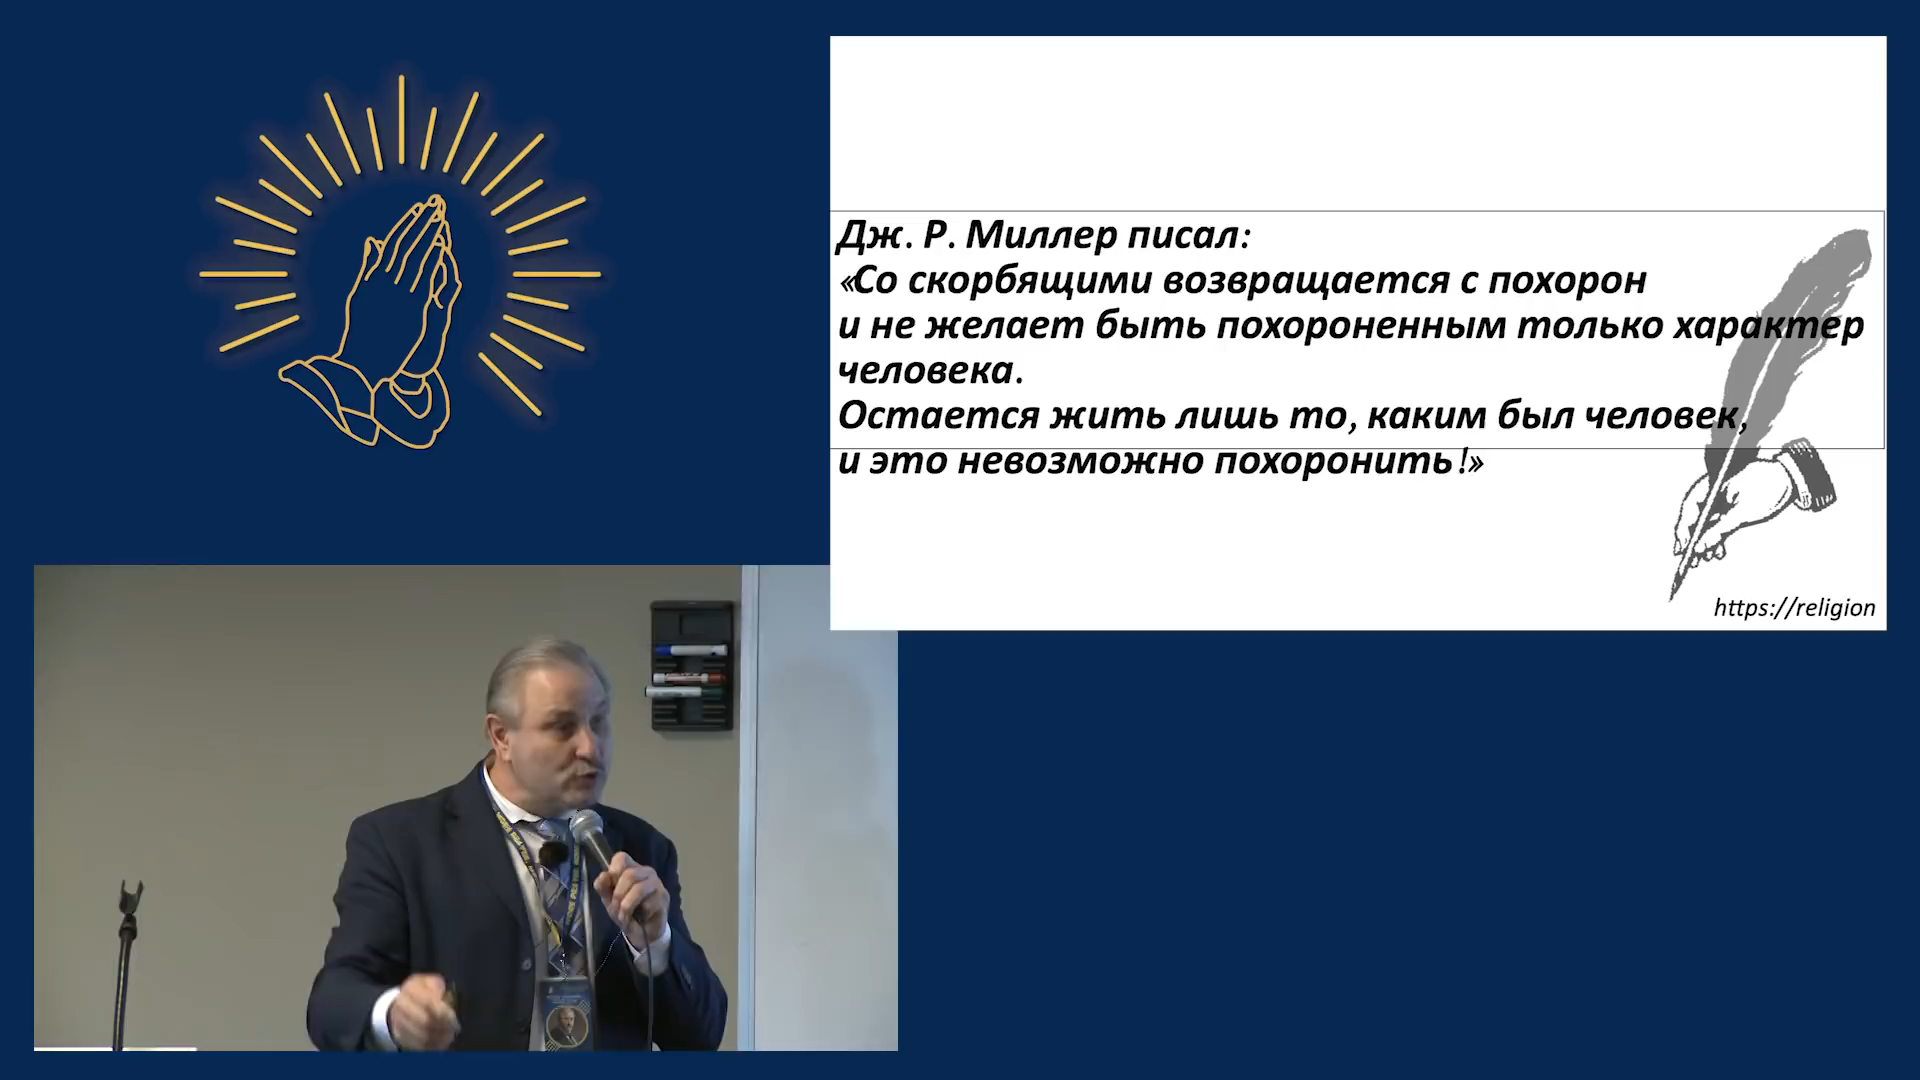 Дж. Р. Миллер писал:
«Со скорбящими возвращается с похорон
и не желает быть похороненным только характер
человека.
Остается жить лишь то, каким был человек,
и это невозможно похоронить!»
https://religion